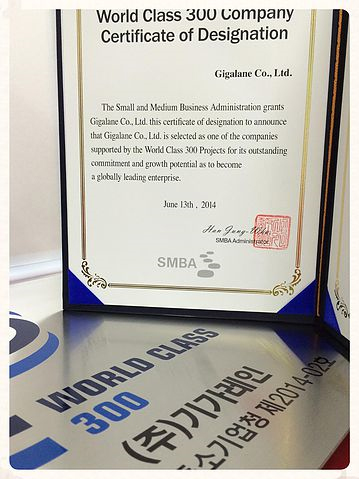 World Class 300 Company
Certificate of Designation
Gigalane Co., Ltd.
The Small and Medium Business Administration grants
Gigalane Co., Ltd. this certificate of designation to announce
that Gigalane Co., Ltd. is selected as one of the companies
supported by the World Class 300 Projects for its outstanding
commitment and growth potential as to become
a globally leading enterprise.
June 13th , 2014
Han Jung-Wha
SMBA Administrator
SMBA
WORLD CLASS
300
(주)기가레인
소기업청 제2014-02호